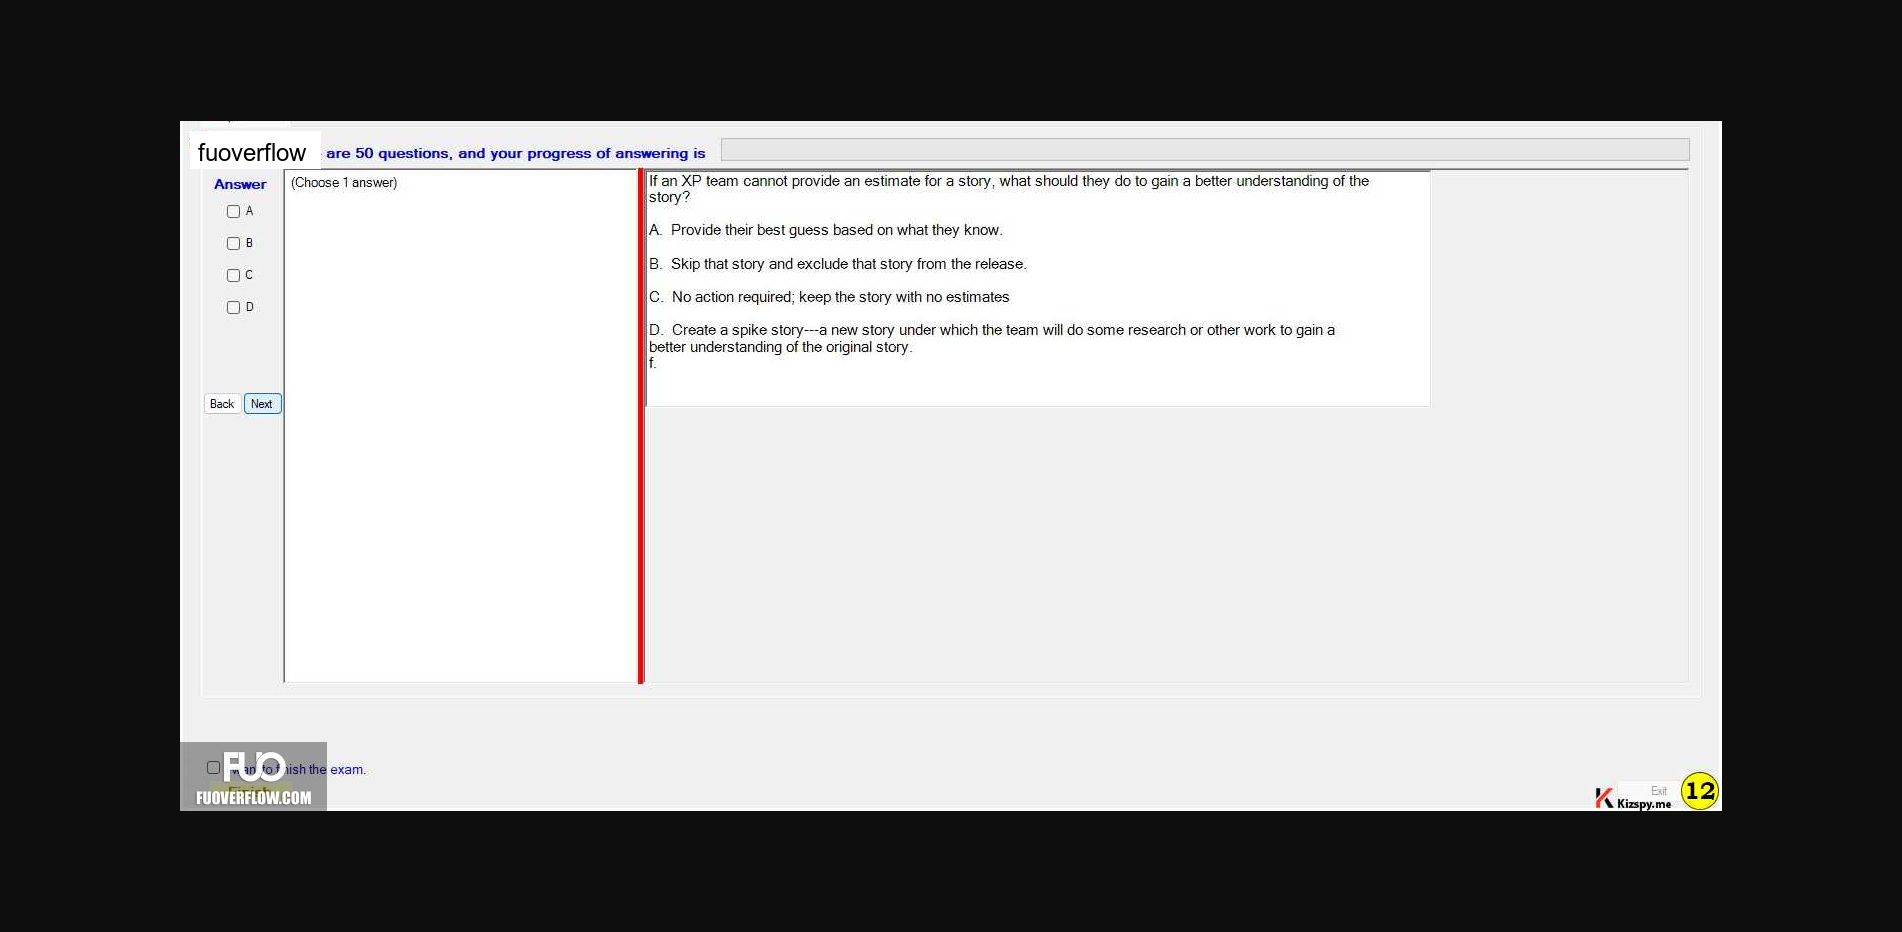 fuoverflow are 50 questions, and your progress of answering is
Answer
(Choose 1 answer)
A
B
C
D
Back Next
If an XP team cannot provide an estimate for a story, what should they do to gain a better understanding of the
story?
A. Provide their best guess based on what they know.
B. Skip that story and exclude that story from the release.
C. No action required; keep the story with no estimates
D. Create a spike story---a new story under which the team will do some research or other work to gain a
better understanding of the original story.
f.
FUO
want to finish the exam.
Finish
FUOVERFLOW.COM
Exit
Kizspy.me
12